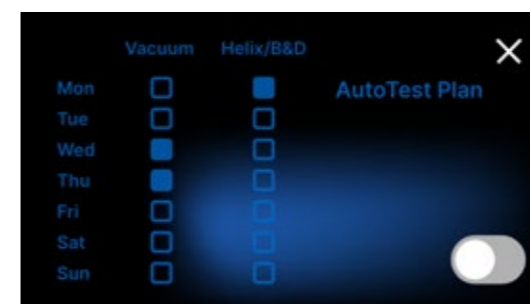 Vacuum Helix/B&D
Mon AutoTest Plan
Tue
Wed
Thu
Fri
Sat
Sun